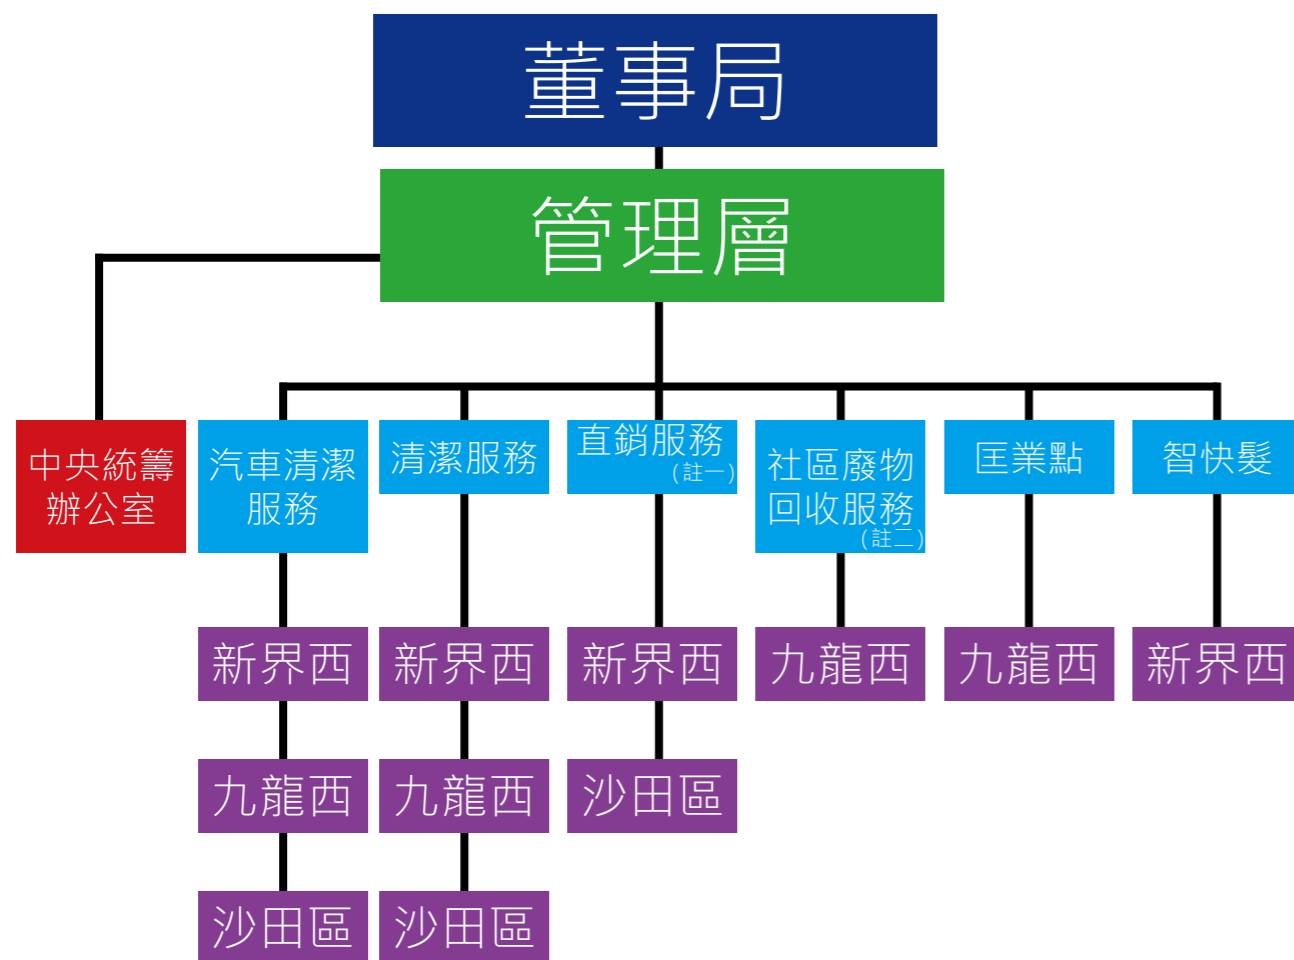 董事局
管理層
中央統籌
辦公室
汽車清潔
服務
清潔服務
直銷服務
(註一)
社區廢物
回收服務
(註二)
匡業點
智快髮
新界西
新界西
新界西
九龍西
九龍西
新界西
九龍西
九龍西
沙田區
沙田區
沙田區